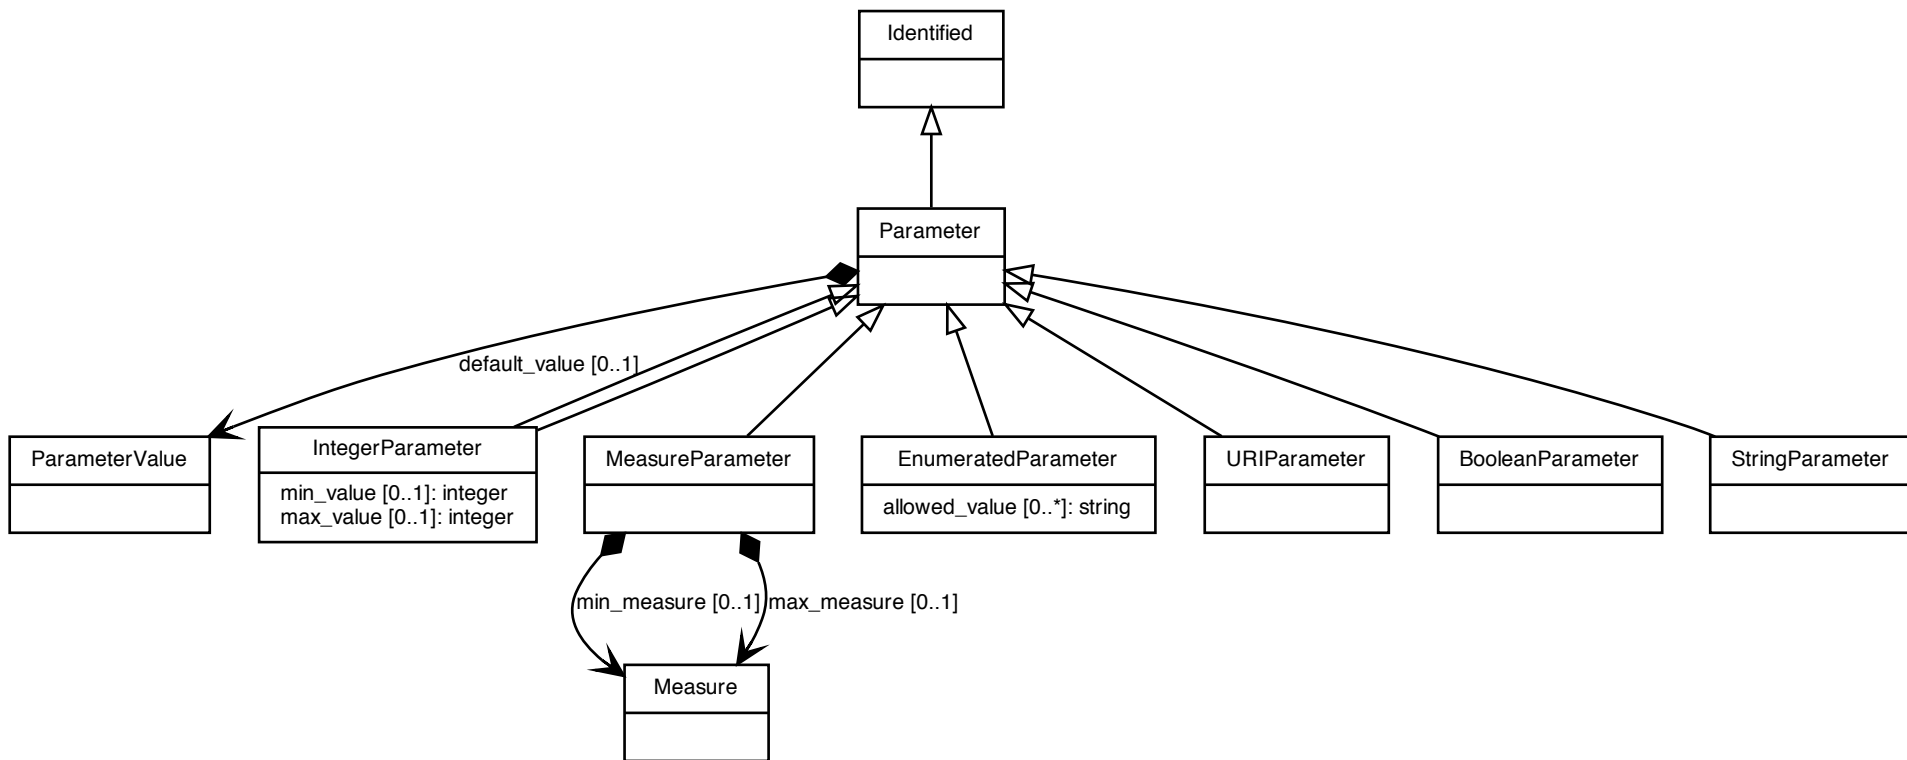 Identified
Parameter
default_value [0..1]
ParameterValue
IntegerParameter
min_value [0..1]: integer
max_value [0..1]: integer
MeasureParameter
EnumeratedParameter
allowed_value [0..*]: string
URIParameter
BooleanParameter
StringParameter
min_measure [0..1]
max_measure [0..1]
Measure